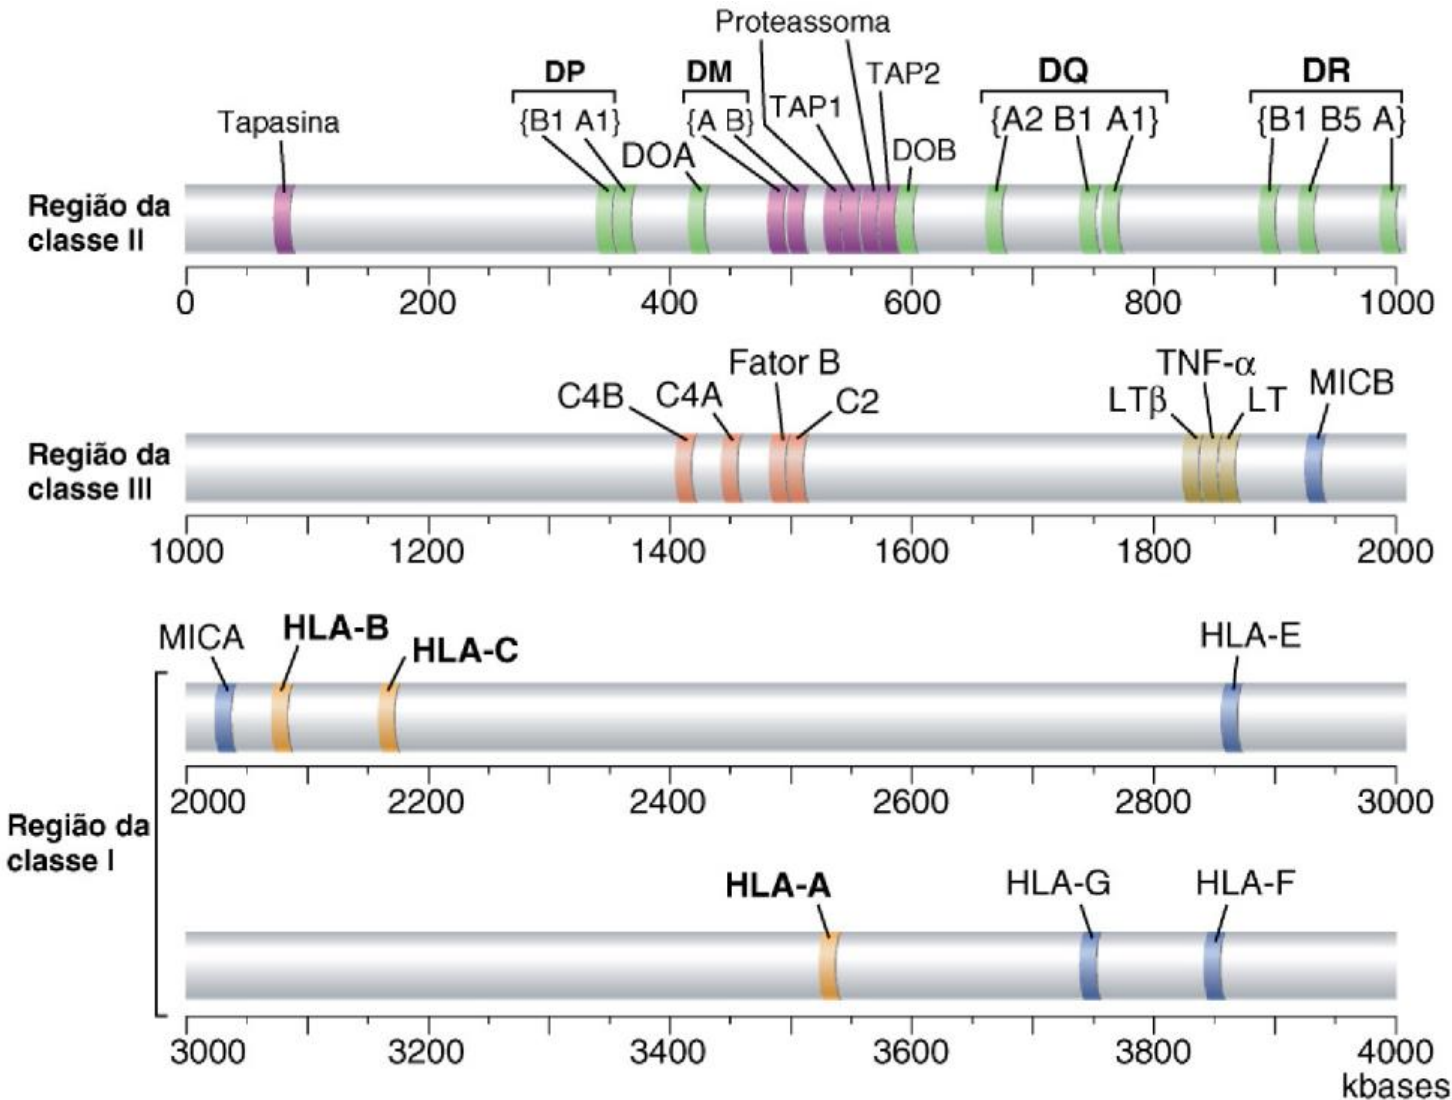 Proteassoma
DP DM TAP2 DQ DR
Tapasina {B1 A1} {A B} TAP1 {A2 B1 A1} {B1 B5 A}
DOA DOB
Região da
classe II
0 200 400 600 800 1000
Fator B TNF-α
C4B C4A C2 LTβ LT MICB
Região da
classe III
1000 1200 1400 1600 1800 2000
MICA HLA-B HLA-C HLA-E
2000 2200 2400 2600 2800 3000
Região da
classe I
HLA-A HLA-G HLA-F
3000 3200 3400 3600 3800 4000
kbases